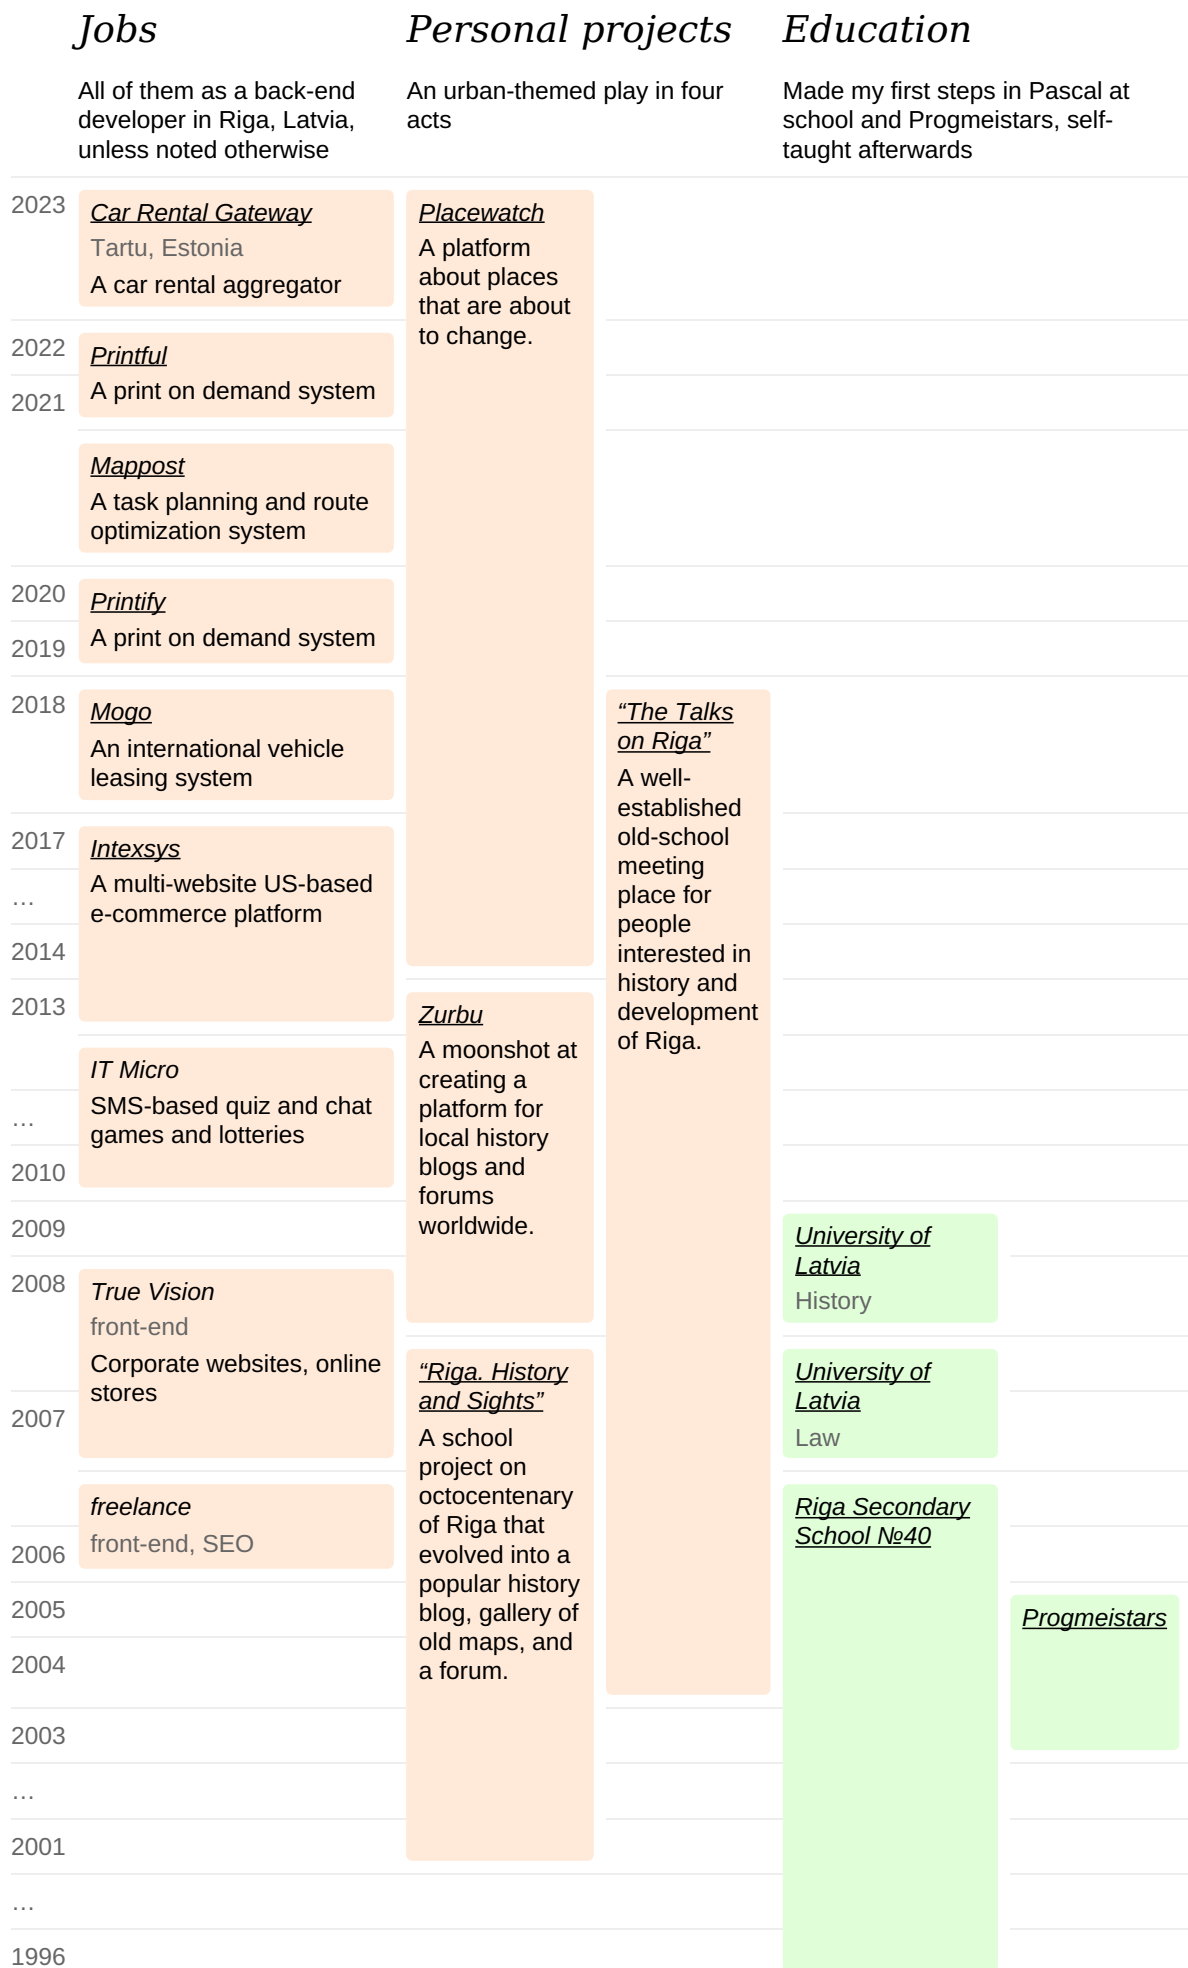 Jobs
All of them as a back-end
developer in Riga, Latvia,
unless noted otherwise
Personal projects
An urban-themed play in four
acts
Education
Made my first steps in Pascal at
school and Progmeistars, self-
taught afterwards
2023
Car Rental Gateway
Tartu, Estonia
A car rental aggregator
Placewatch
A platform
about places
that are about
to change.
2022
Printful
A print on demand system
2021
Mappost
A task planning and route
optimization system
2020
Printify
A print on demand system
2019
2018
Mogo
An international vehicle
leasing system
“The Talks
on Riga”
A well-
established
old-school
meeting
place for
people
interested in
history and
development
of Riga.
2017
Intexsys
A multi-website US-based
e-commerce platform
…
2014
2013
Zurbu
A moonshot at
creating a
platform for
local history
blogs and
forums
worldwide.
IT Micro
SMS-based quiz and chat
games and lotteries
…
2010
2009
University of
Latvia
History
2008
True Vision
front-end
Corporate websites, online
stores
“Riga. History
and Sights”
A school
project on
octocentenary
of Riga that
evolved into a
popular history
blog, gallery of
old maps, and
a forum.
University of
Latvia
Law
2007
freelance
front-end, SEO
Riga Secondary
School №40
2006
2005
Progmeistars
2004
2003
…
2001
…
1996